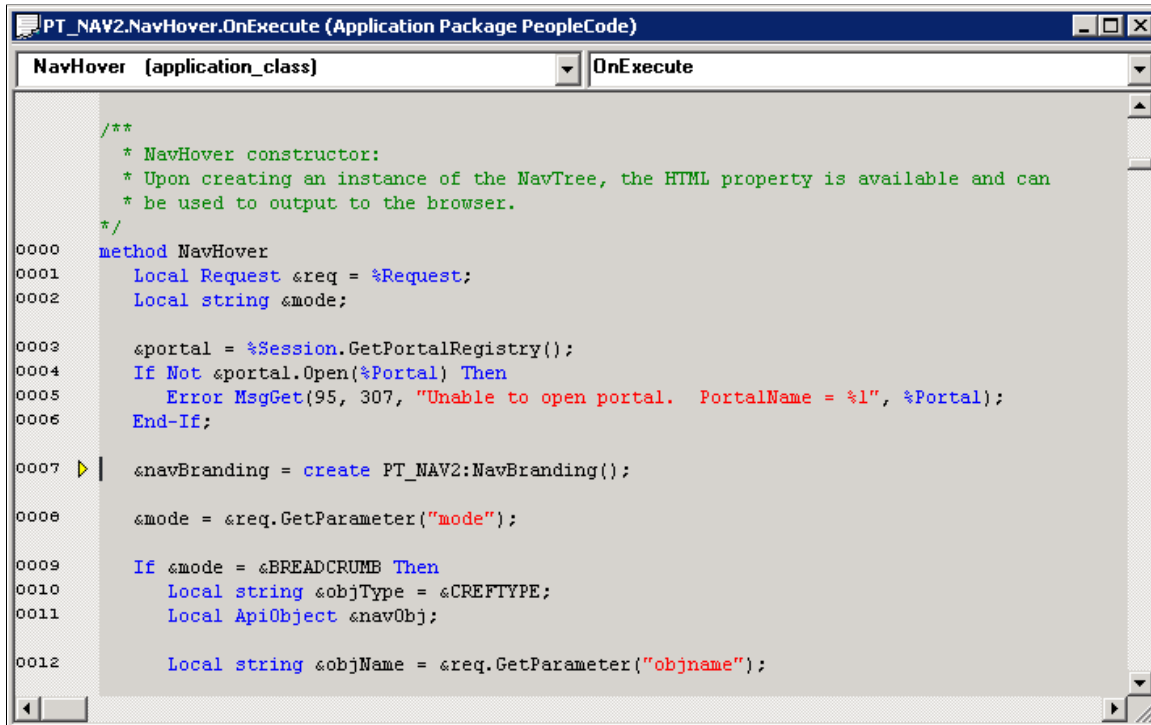 PT_NAV2.NavHover.OnExecute (Application Package PeopleCode)
NavHover (application_class) OnExecute
/**
* NavHover constructor:
* Upon creating an instance of the NavTree, the HTML property is available and can
* be used to output to the browser.
*/
0000 method NavHover
0001 Local Request &req = %Request;
0002 Local string &mode;
0003 &portal = %Session.GetPortalRegistry();
0004 If Not &portal.Open(%Portal) Then
0005 Error MsgGet(95, 307, "Unable to open portal.  PortalName = %1", %Portal);
0006 End-If;
0007 &navBranding = create PT_NAV2:NavBranding();
0008 &mode = &req.GetParameter("mode");
0009 If &mode = &BREADCRUMB Then
0010 Local string &objType = &CREFTYPE;
0011 Local ApiObject &navObj;
0012 Local string &objName = &req.GetParameter("objname");